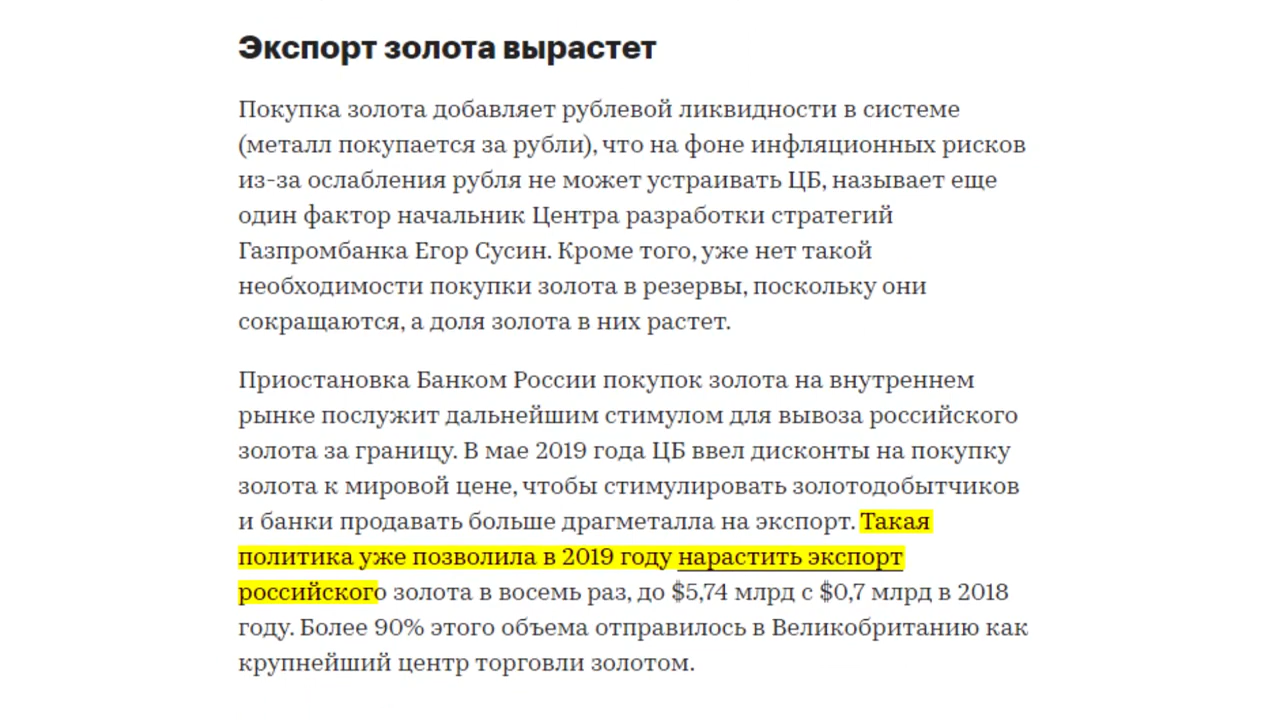 Экспорт золота вырастет
Покупка золота добавляет рублевой ликвидности в системе
(металл покупается за рубли), что на фоне инфляционных рисков
из-за ослабления рубля не может устраивать ЦБ, называет еще
один фактор начальник Центра разработки стратегий
Газпромбанка Егор Сусин. Кроме того, уже нет такой
необходимости покупки золота в резервы, поскольку они
сокращаются, а доля золота в них растет.
Приостановка Банком России покупок золота на внутреннем
рынке послужит дальнейшим стимулом для вывоза российского
золота за границу. В мае 2019 года ЦБ ввел дисконты на покупку
золота к мировой цене, чтобы стимулировать золотодобытчиков
и банки продавать больше драгметалла на экспорт. Такая
политика уже позволила в 2019 году нарастить экспорт
российского золота в восемь раз, до $5,74 млрд с $0,7 млрд в 2018
году. Более 90% этого объема отправилось в Великобританию как
крупнейший центр торговли золотом.